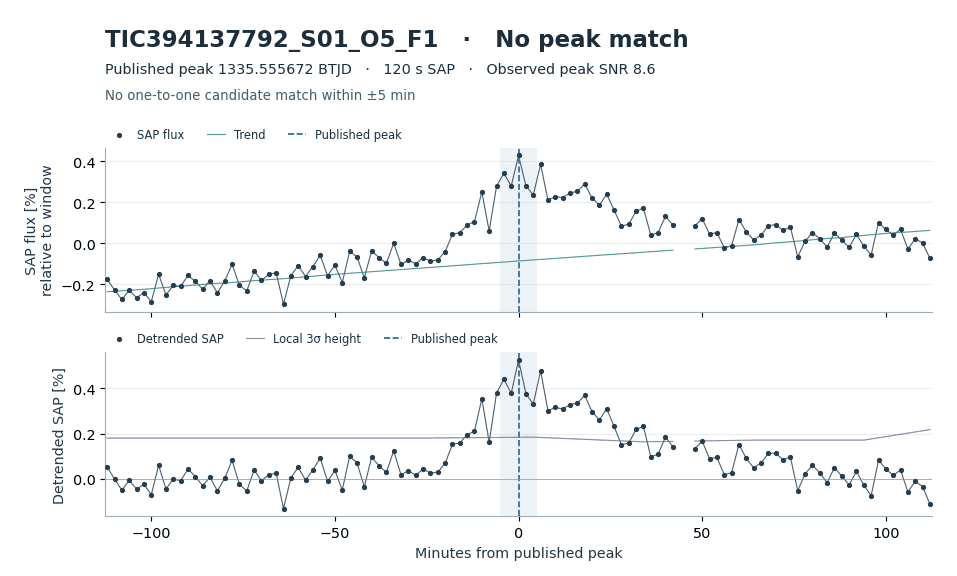 TIC394137792_S01_O5_F1 · No peak match
Published peak 1335.555672 BTJD · 120 s SAP · Observed peak SNR 8.6
No one-to-one candidate match within ±5 min
SAP flux Trend Published peak
SAP flux [%]
relative to window
0.4
0.2
0.0
−0.2
Detrended SAP Local 3σ height Published peak
Detrended SAP [%]
0.4
0.2
0.0
−100 −50 0 50 100
Minutes from published peak